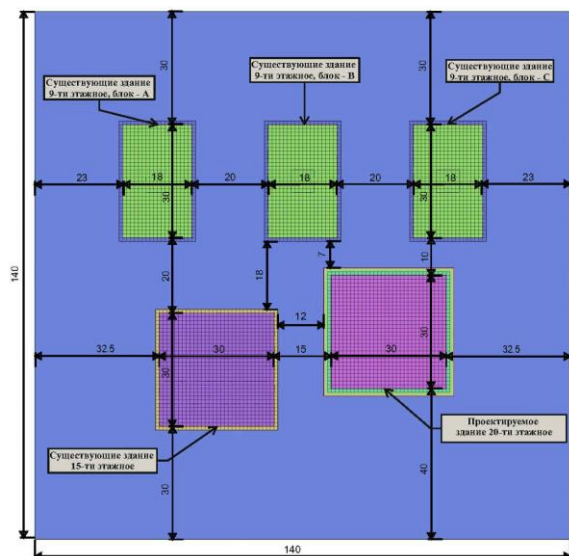 30
30
Существующие здание
9-ти этажное, блок - А
Существующие здание
9-ти этажное, блок - В
Существующие здание
9-ти этажное, блок - С
23
18
20
18
20
18
23
30
30
140
20
18
7
10
12
32.5
30
15
30
32.5
30
30
Существующие здание
15-ти этажное
Проектируемое
здание 20-ти этажное
30
40
140